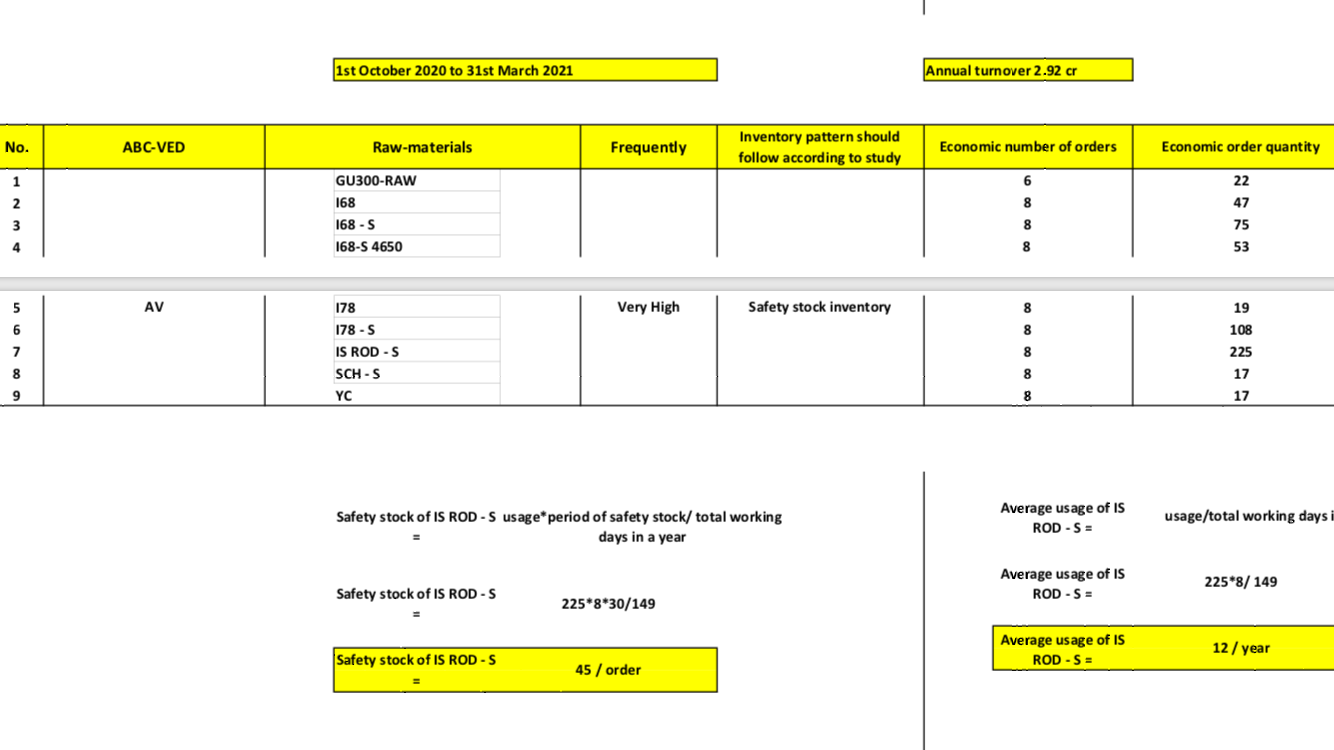 1st October 2020 to 31st March 2021 Annual turnover 2.92 cr
No. ABC-VED Raw-materials Frequently Inventory pattern should follow according to study Economic number of orders Economic order quantity
1 GU300-RAW 6 22
2 I68 8 47
3 I68 - S 8 75
4 I68-S 4650 8 53
5 AV I78 Very High Safety stock inventory 8 19
6 I78 - S 8 108
7 IS ROD - S 8 225
8 SCH - S 8 17
9 YC 8 17
Safety stock of IS ROD - S usage*period of safety stock/ total working
= days in a year
Safety stock of IS ROD - S
= 225*8*30/149
Safety stock of IS ROD - S
= 45 / order
Average usage of IS
ROD - S = usage/total working days i
Average usage of IS
ROD - S = 225*8/ 149
Average usage of IS
ROD - S = 12 / year